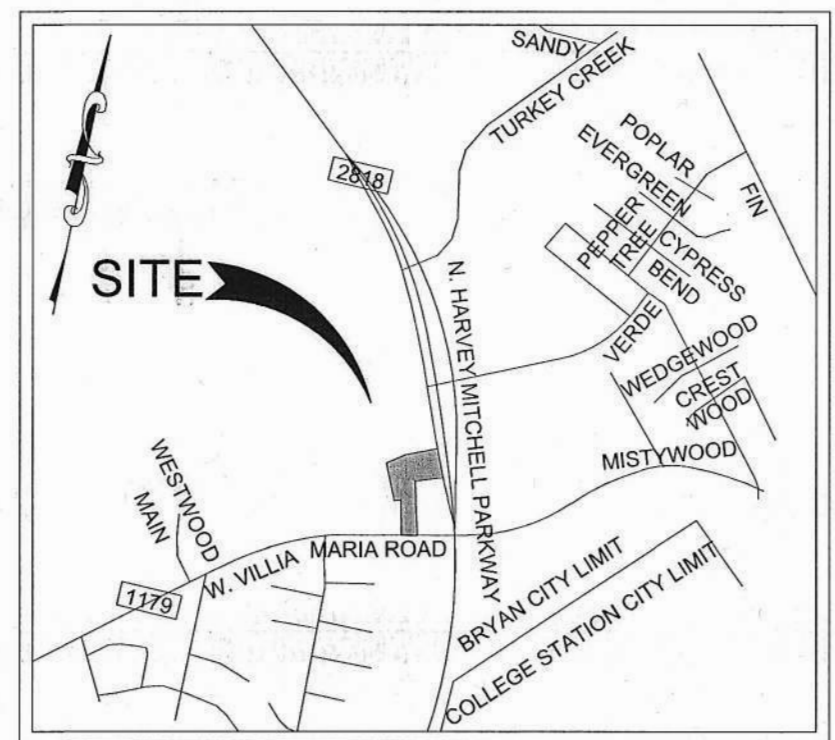 SANDY
TURKEY CREEK
POPLAR
EVERGREEN
FIN
2818
PEPPER
TREE
CYPRESS
BEND
SITE
N. HARVEY MITCHELL PARKWAY
VERDE
WEDGEWOOD
CREST
WOOD
MISTYWOOD
WESTWOOD
MAIN
W. VILLIA MARIA ROAD
1179
BRYAN CITY LIMIT
COLLEGE STATION CITY LIMIT